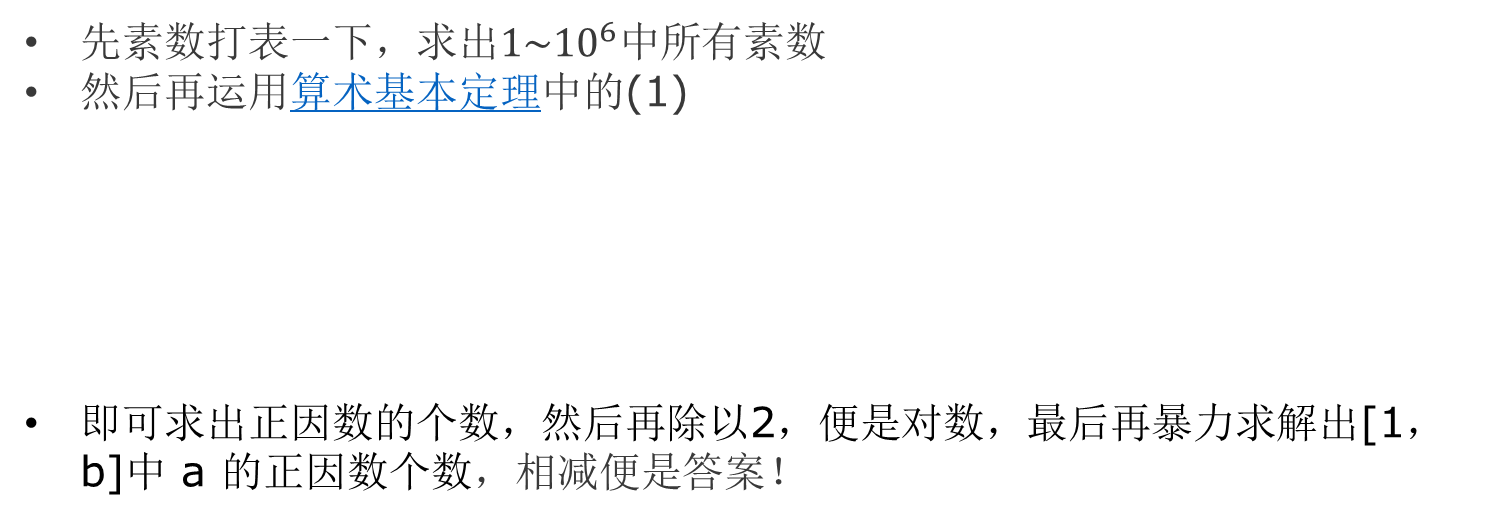 • 先素数打表一下，求出1~10⁶中所有素数
• 然后再运用算术基本定理中的(1)
• 即可求出正因数的个数，然后再除以2，便是对数，最后再暴力求解出[1，
b]中 a 的正因数个数，相减便是答案！